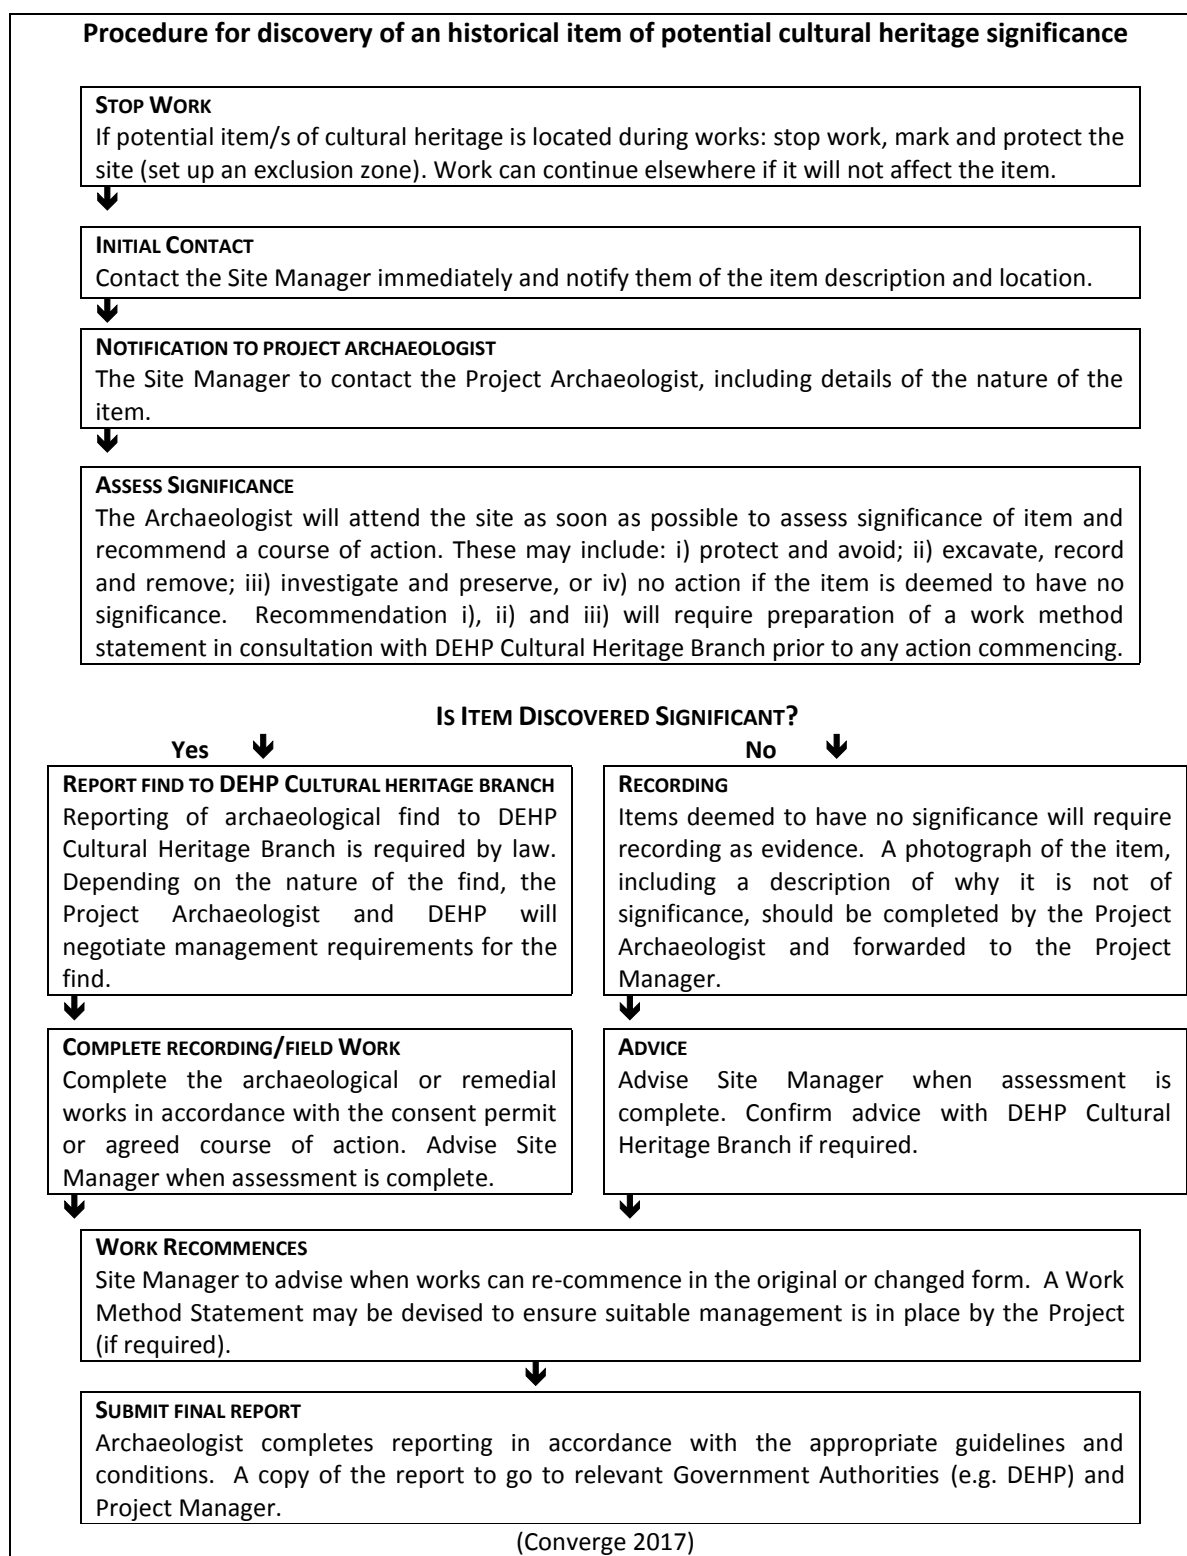 Procedure for discovery of an historical item of potential cultural heritage significance
STOP WORK
If potential item/s of cultural heritage is located during works: stop work, mark and protect the
site (set up an exclusion zone). Work can continue elsewhere if it will not affect the item.
INITIAL CONTACT
Contact the Site Manager immediately and notify them of the item description and location.
NOTIFICATION TO PROJECT ARCHAEOLOGIST
The Site Manager to contact the Project Archaeologist, including details of the nature of the
item.
ASSESS SIGNIFICANCE
The Archaeologist will attend the site as soon as possible to assess significance of item and
recommend a course of action. These may include: i) protect and avoid; ii) excavate, record
and remove; iii) investigate and preserve, or iv) no action if the item is deemed to have no
significance. Recommendation i), ii) and iii) will require preparation of a work method
statement in consultation with DEHP Cultural Heritage Branch prior to any action commencing.
IS ITEM DISCOVERED SIGNIFICANT?
Yes
REPORT FIND TO DEHP CULTURAL HERITAGE BRANCH
Reporting of archaeological find to DEHP
Cultural Heritage Branch is required by law.
Depending on the nature of the find, the
Project Archaeologist and DEHP will
negotiate management requirements for the
find.
COMPLETE RECORDING/FIELD WORK
Complete the archaeological or remedial
works in accordance with the consent permit
or agreed course of action. Advise Site
Manager when assessment is complete.
No
RECORDING
Items deemed to have no significance will require
recording as evidence. A photograph of the item,
including a description of why it is not of
significance, should be completed by the Project
Archaeologist and forwarded to the Project
Manager.
ADVICE
Advise Site Manager when assessment is
complete. Confirm advice with DEHP Cultural
Heritage Branch if required.
WORK RECOMMENCES
Site Manager to advise when works can re-commence in the original or changed form. A Work
Method Statement may be devised to ensure suitable management is in place by the Project
(if required).
SUBMIT FINAL REPORT
Archaeologist completes reporting in accordance with the appropriate guidelines and
conditions. A copy of the report to go to relevant Government Authorities (e.g. DEHP) and
Project Manager.
(Converge 2017)